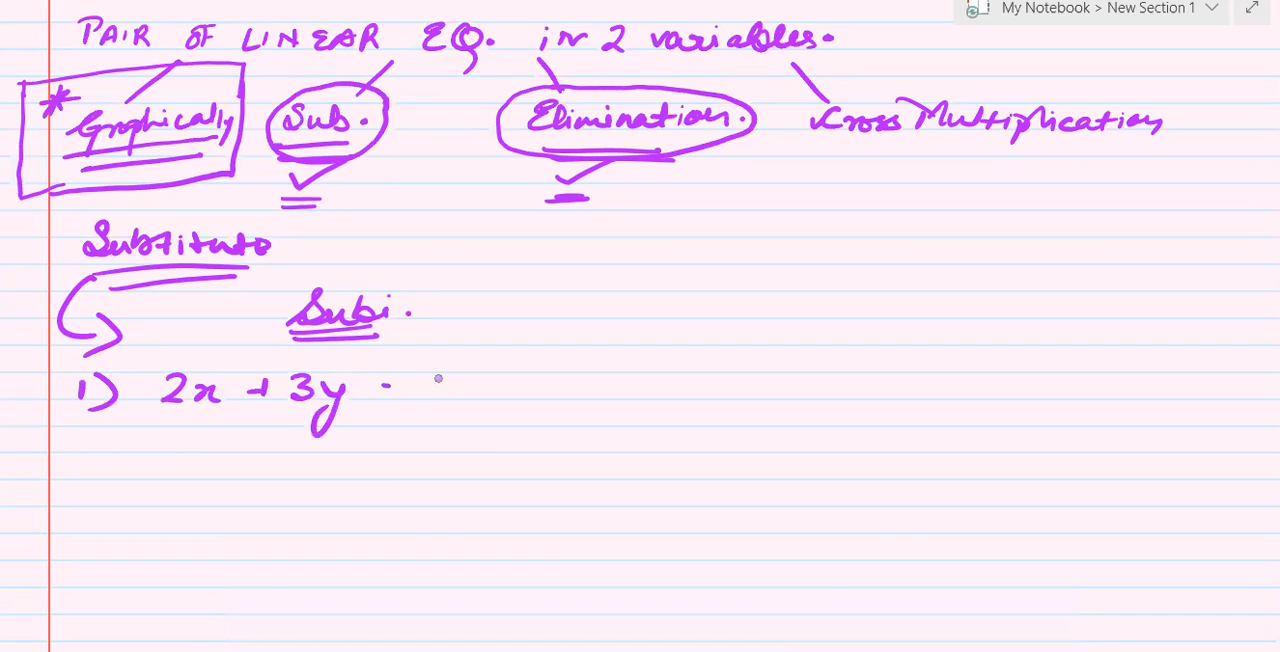 My Notebook > New Section 1
PAIR OF LINEAR EQ. in 2 variables.
* Graphically Sub. Elimination. Cross Multiplication
Substitute
Subi.
1) 2x + 3y -